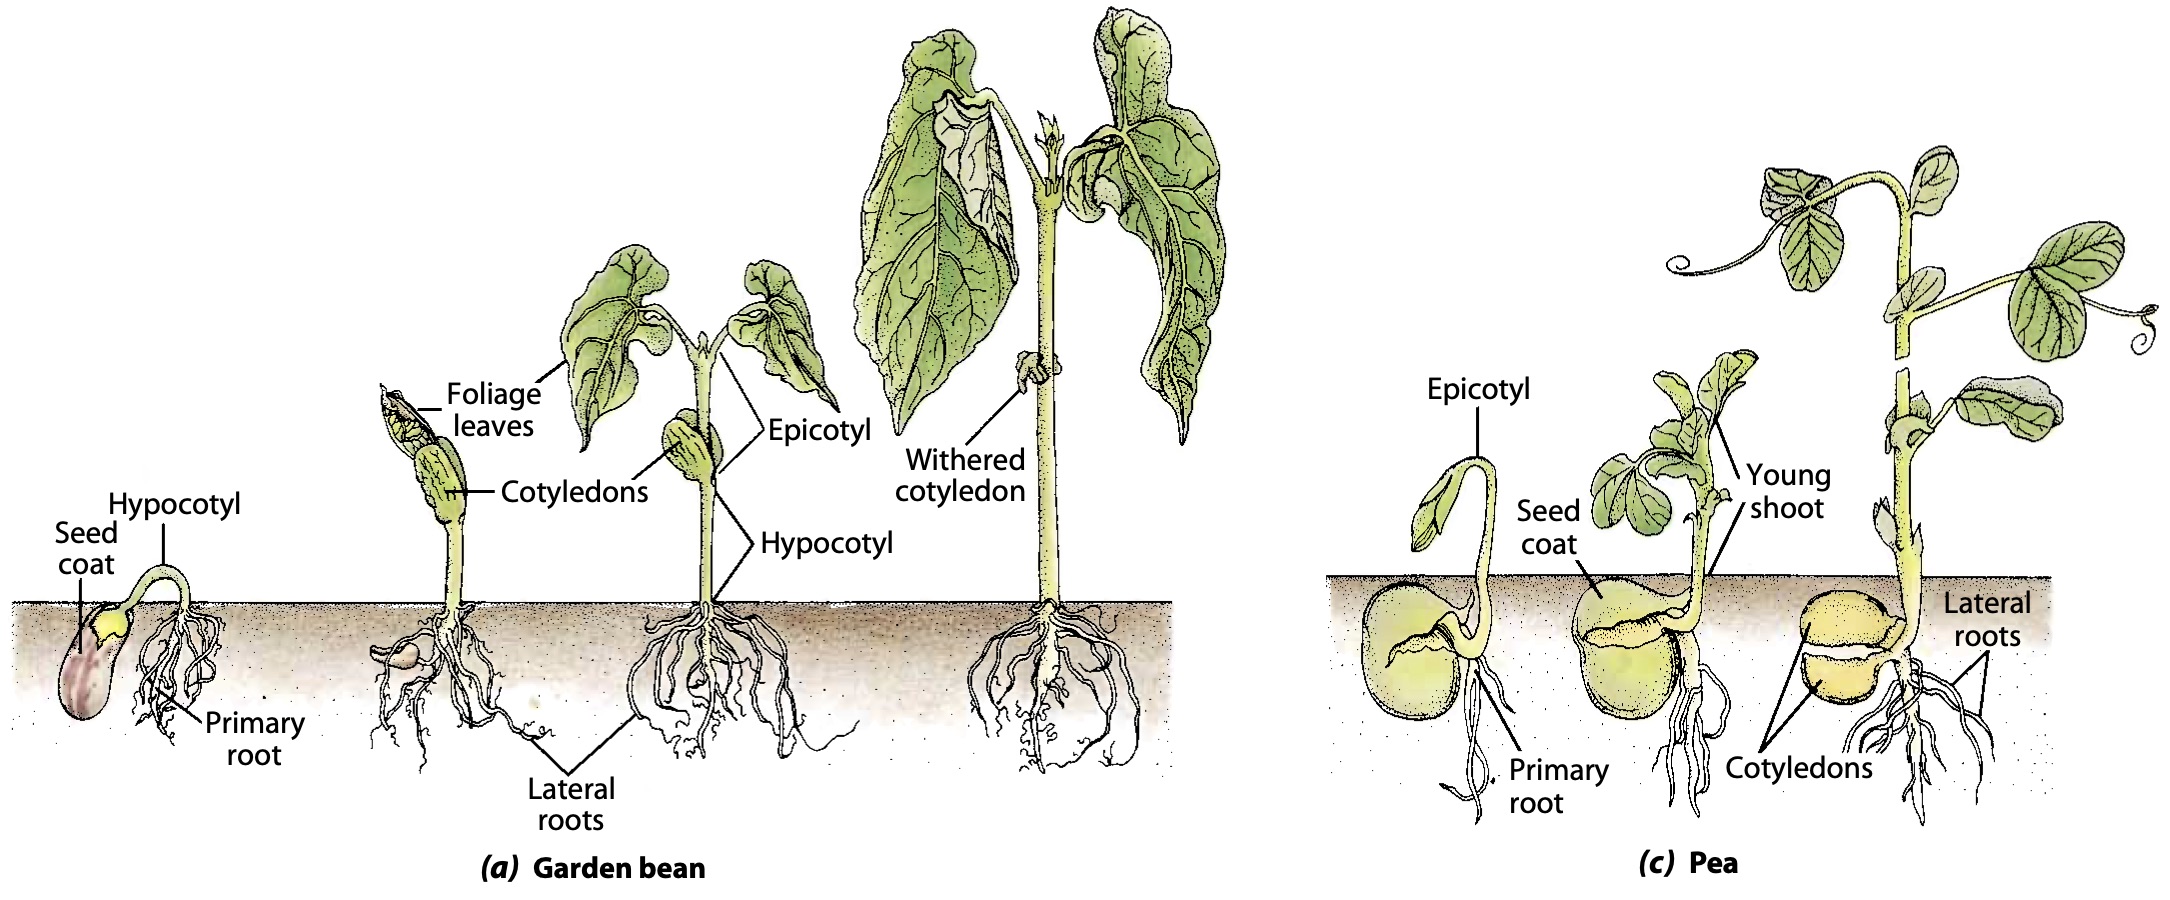 Foliage
leaves
Epicotyl
Withered
cotyledon
Cotyledons
Hypocotyl
Seed
coat
Hypocotyl
Primary
root
Lateral
roots
(a) Garden bean
Epicotyl
Seed
coat
Young
shoot
Lateral
roots
Primary
root
Cotyledons
(c) Pea